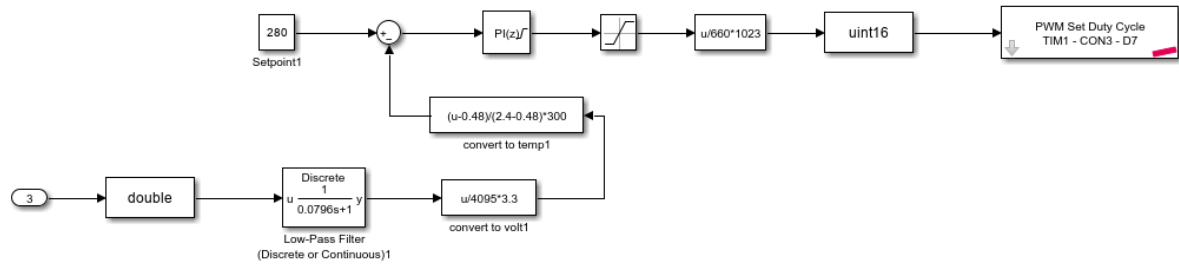 280
Setpoint1
+
−
PI(z)
u/660*1023
uint16
PWM Set Duty Cycle
TIM1 - CON3 - D7
(u-0.48)/(2.4-0.48)*300
convert to temp1
3
double
Discrete
1
u
y
0.0796s+1
Low-Pass Filter
(Discrete or Continuous)1
u/4095*3.3
convert to volt1